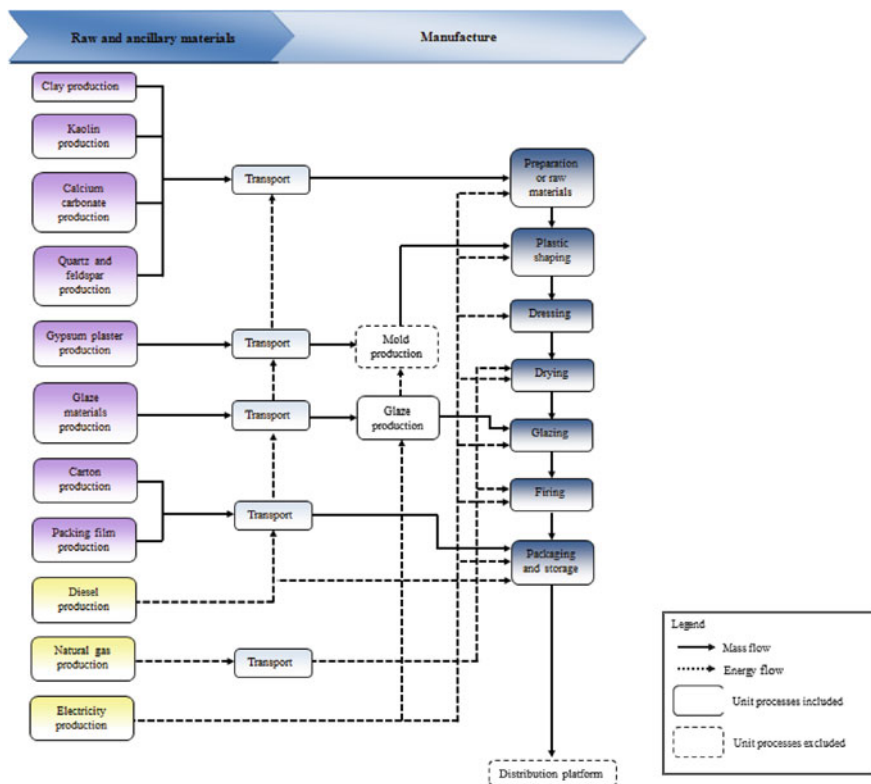 Raw and ancillary materials
Manufacture
Clay production
Kaolin
production
Calcium
carbonate
production
Quartz and
feldspar
production
Gypsum plaster
production
Glaze
materials
production
Carton
production
Packing film
production
Diesel
production
Natural gas
production
Electricity
production
Transport
Transport
Transport
Transport
Transport
Mold
production
Glaze
production
Preparation
or raw
materials
Plastic
shaping
Dressing
Drying
Glazing
Firing
Packaging
and storage
Distribution platform
Legend
Mass flow
Energy flow
Unit processes included
Unit processes excluded